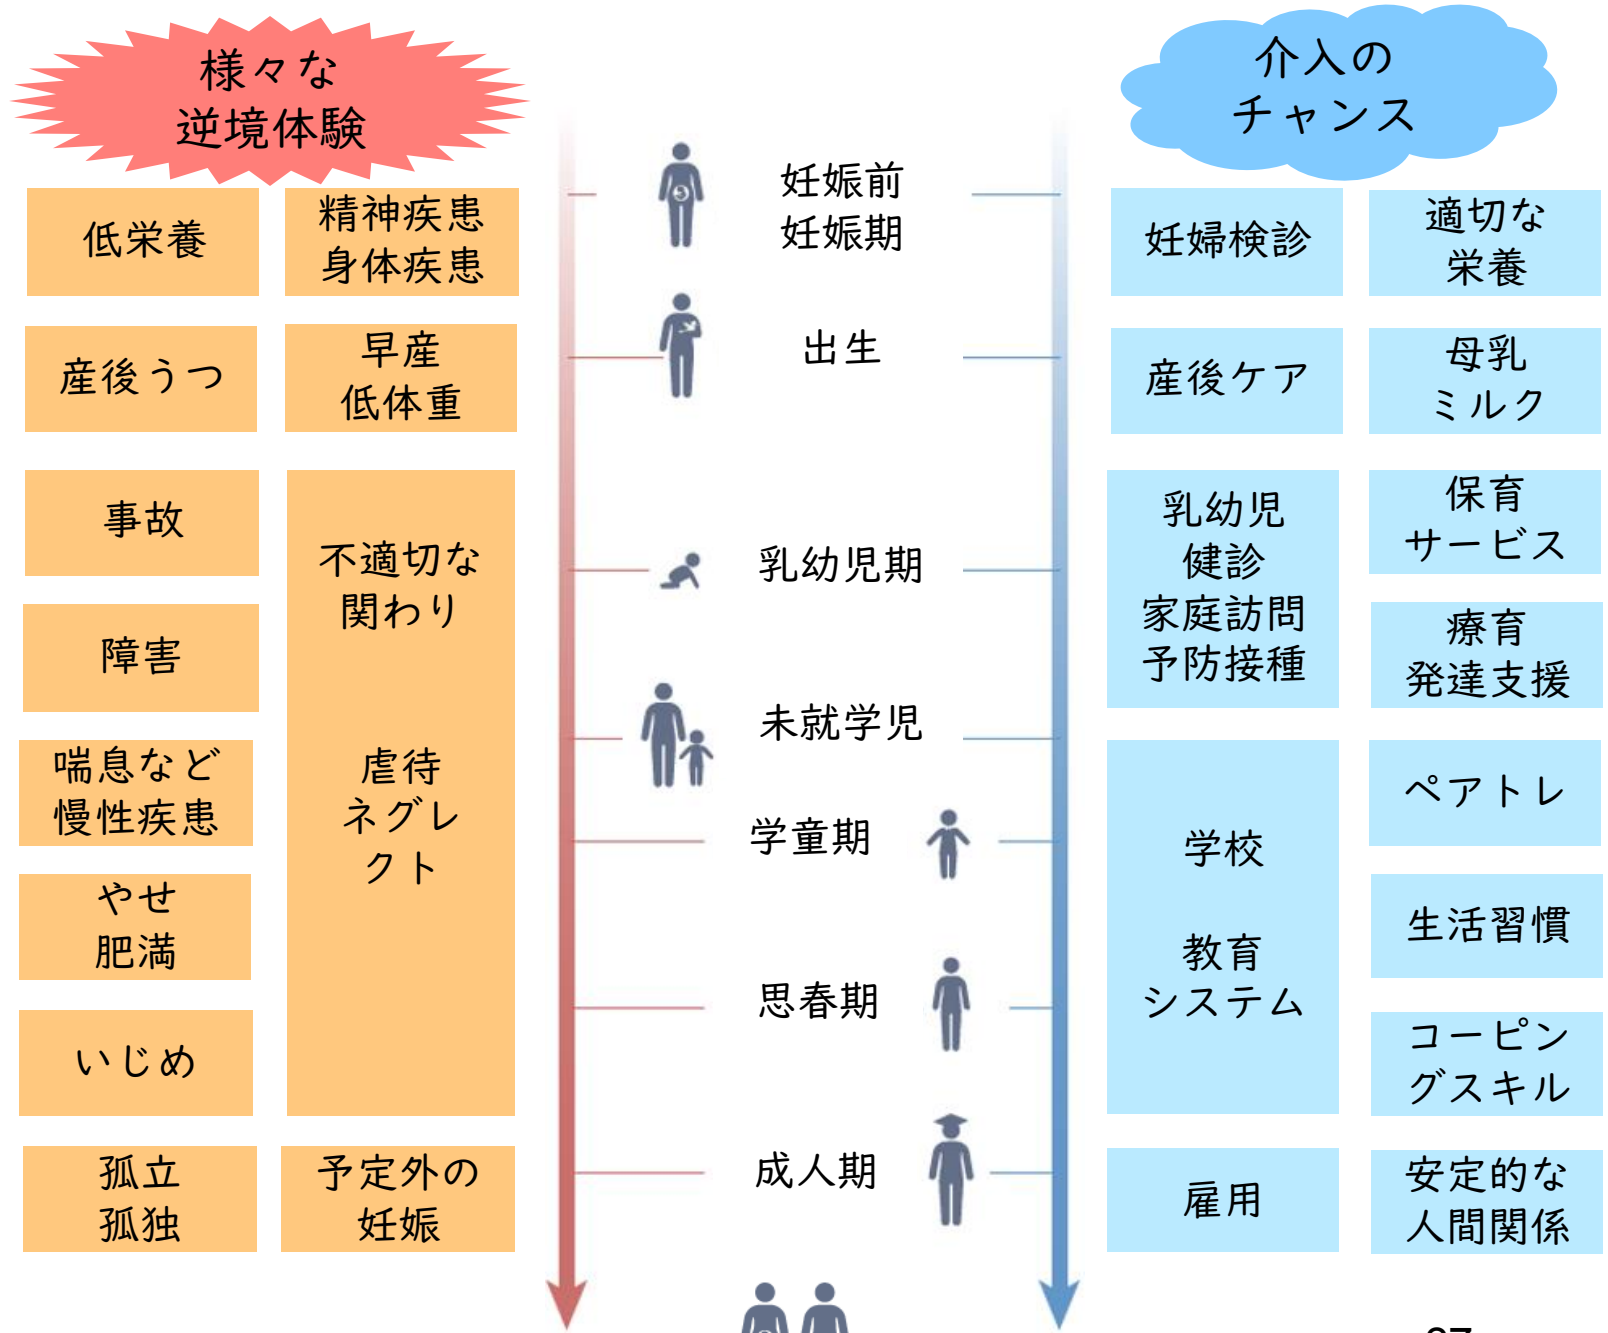 様々な
逆境体験
介入の
チャンス
低栄養
精神疾患
身体疾患
妊娠前
妊娠期
妊婦検診
適切な
栄養
産後うつ
早産
低体重
出生
産後ケア
母乳
ミルク
事故
不適切な
関わり
乳幼児期
乳幼児
健診
家庭訪問
予防接種
保育
サービス
障害
療育
発達支援
未就学児
喘息など
慢性疾患
虐待
ネグレ
クト
学童期
学校
教育
システム
ペアトレ
やせ
肥満
生活習慣
思春期
いじめ
コーピン
グスキル
孤立
孤独
予定外の
妊娠
成人期
雇用
安定的な
人間関係